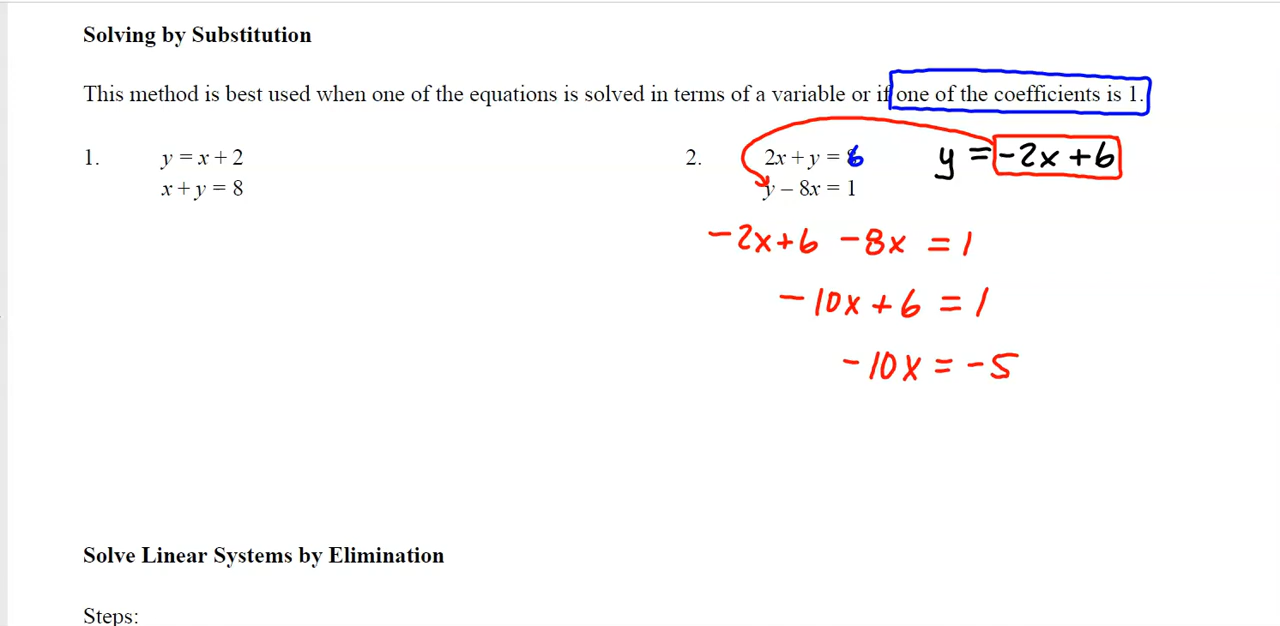 Solving by Substitution
This method is best used when one of the equations is solved in terms of a variable or if one of the coefficients is 1.
1. y = x + 2
x + y = 8
2. 2x + y = 6 y = -2x + 6
y – 8x = 1
-2x + 6 - 8x = 1
-10x + 6 = 1
-10x = -5
Solve Linear Systems by Elimination
Steps: